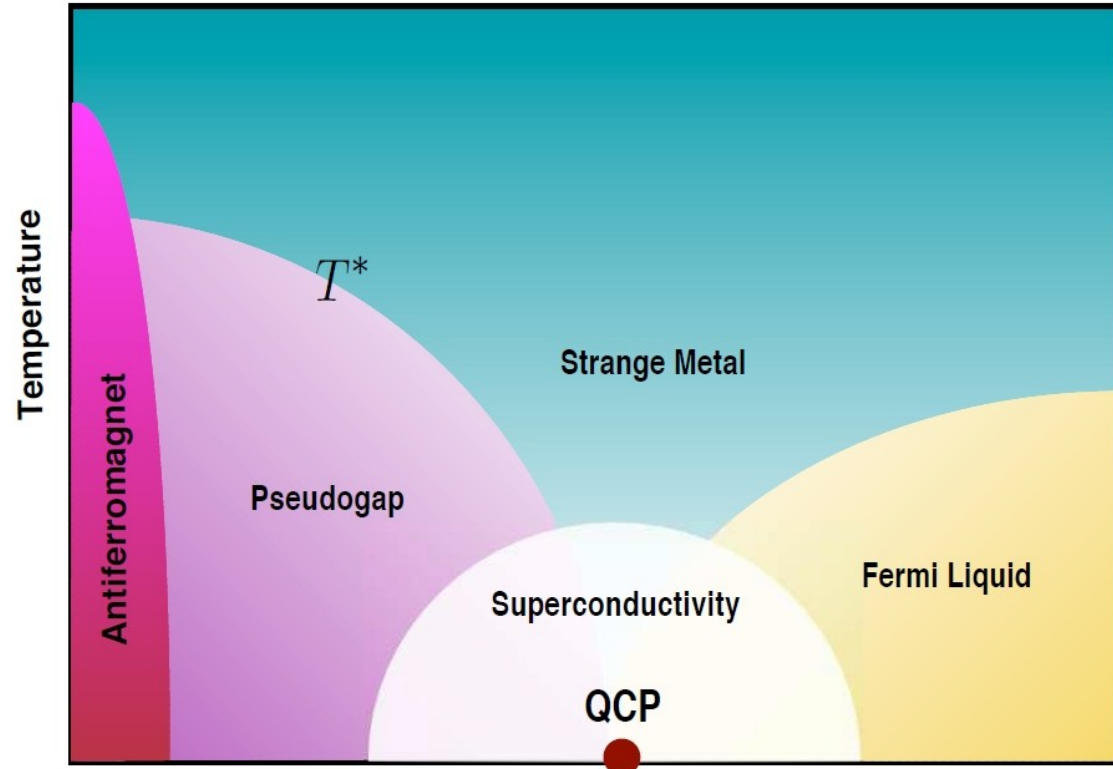 Temperature
Antiferromagnet
T*
Strange Metal
Pseudogap
Fermi Liquid
Superconductivity
QCP